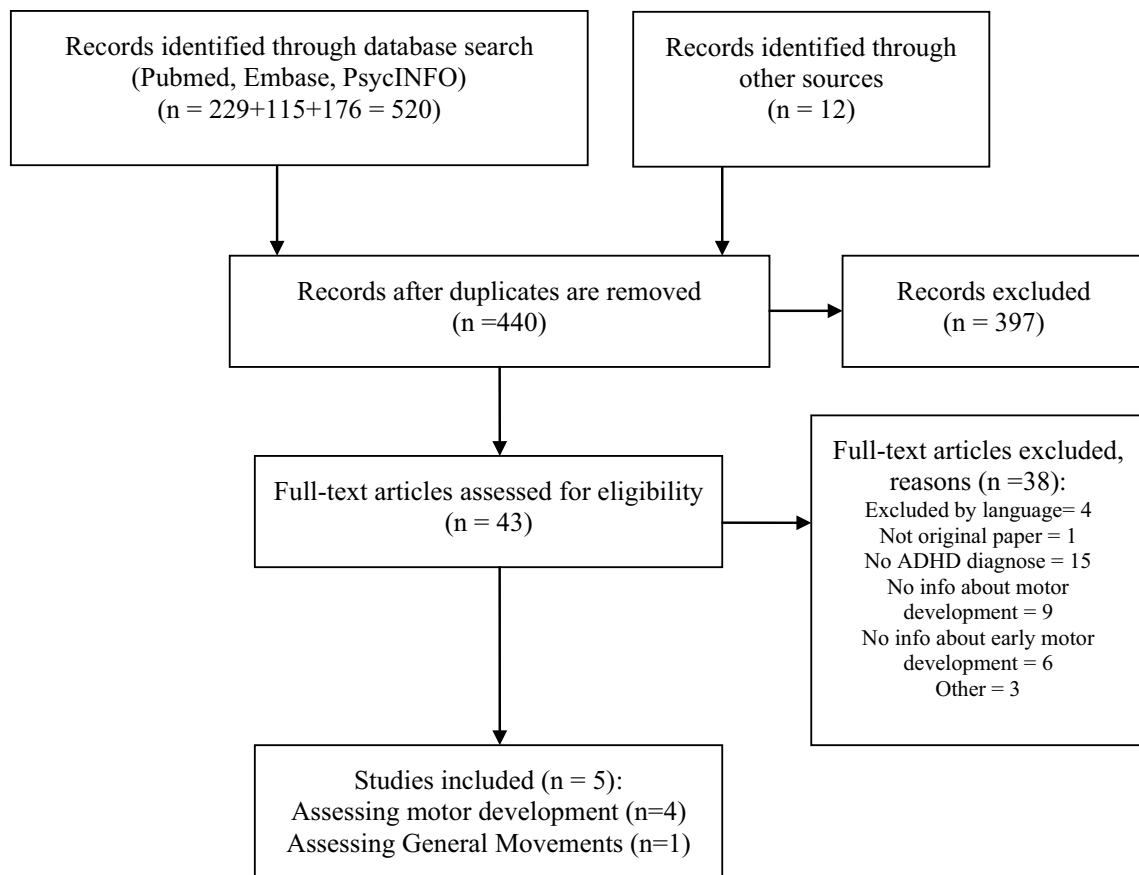 Records identified through database search
(Pubmed, Embase, PsycINFO)
(n = 229+115+176 = 520)
Records identified through
other sources
(n = 12)
Records after duplicates are removed
(n =440)
Records excluded
(n = 397)
Full-text articles assessed for eligibility
(n = 43)
Full-text articles excluded,
reasons (n =38):
Excluded by language= 4
Not original paper = 1
No ADHD diagnose = 15
No info about motor
development = 9
No info about early motor
development = 6
Other = 3
Studies included (n = 5):
Assessing motor development (n=4)
Assessing General Movements (n=1)